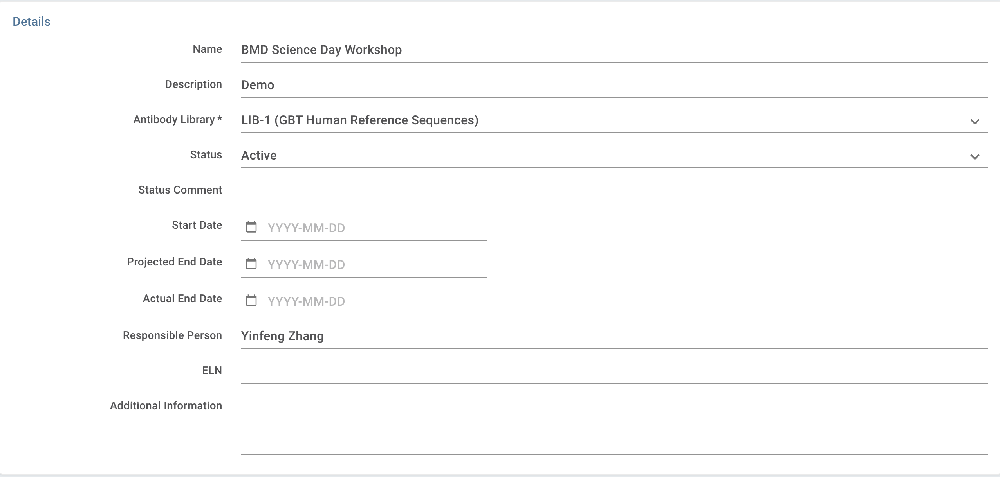 Details
Name BMD Science Day Workshop
Description Demo
Antibody Library * LIB-1 (GBT Human Reference Sequences)
Status Active
Status Comment
Start Date YYYY-MM-DD
Projected End Date YYYY-MM-DD
Actual End Date YYYY-MM-DD
Responsible Person Yinfeng Zhang
ELN
Additional Information